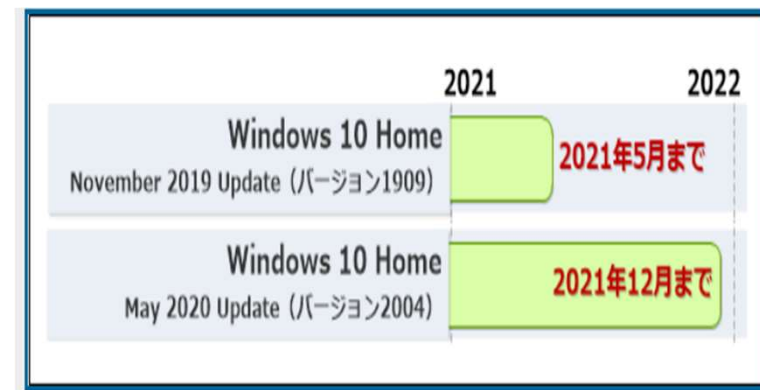 2021 2022
Windows 10 Home
November 2019 Update（バージョン1909）
2021年5月まで
Windows 10 Home
May 2020 Update（バージョン2004）
2021年12月まで